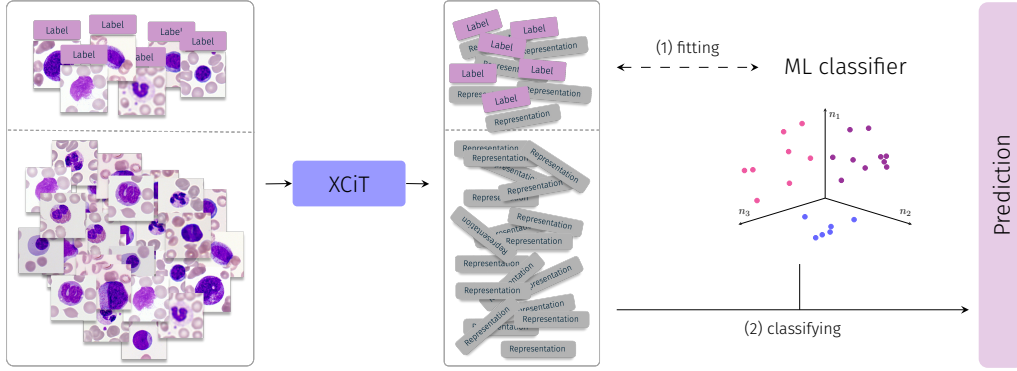 Label
Label
Label
Label
Label
Label
Label
Label
Label
Representation
Representation
Label
Label
Representation
Representation
Label
Representation
XCiT
Representation
Representation
Representation
Representation
Representation
Representation
Representation
Representation
Representation
Representation
Representation
Representation
Representation
Representation
(1) fitting
ML classifier
n₁
n₃
n₂
(2) classifying
Prediction